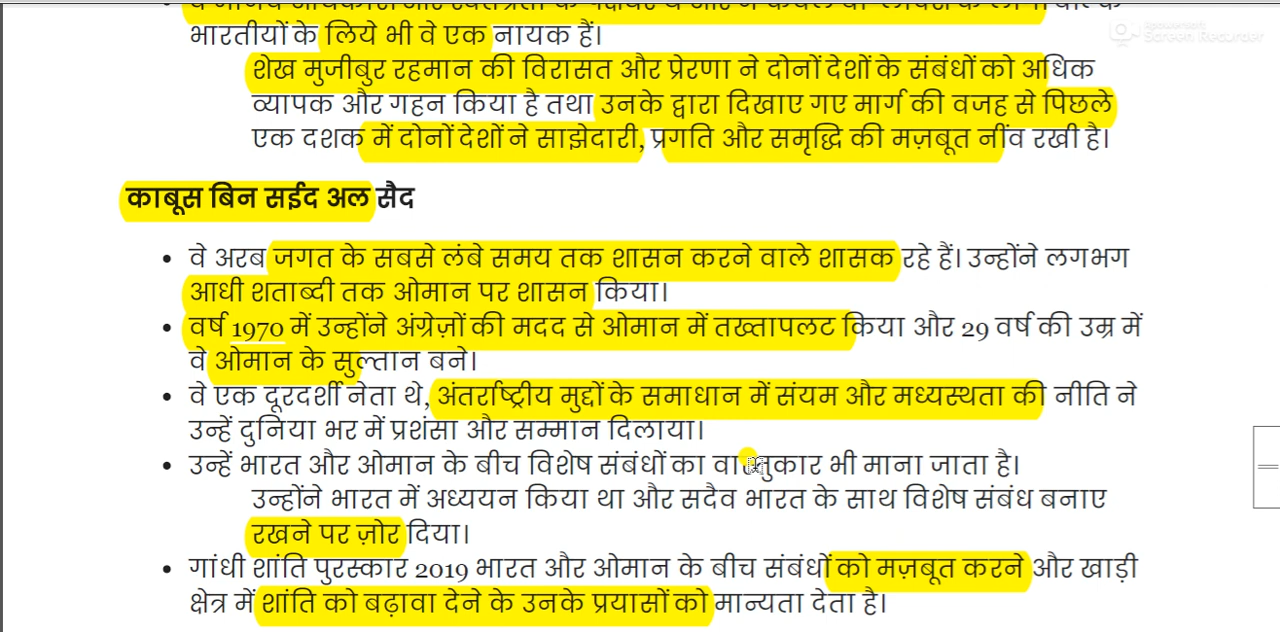 भारतीयों के लिये भी वे एक नायक हैं।
Screen Recorder
शेख मुजीबुर रहमान की विरासत और प्रेरणा ने दोनों देशों के संबंधों को अधिक
व्यापक और गहन किया है तथा उनके द्वारा दिखाए गए मार्ग की वजह से पिछले
एक दशक में दोनों देशों ने साझेदारी, प्रगति और समृद्धि की मज़बूत नींव रखी है।
काबूस बिन सईद अल सैद
• वे अरब जगत के सबसे लंबे समय तक शासन करने वाले शासक रहे हैं। उन्होंने लगभग
आधी शताब्दी तक ओमान पर शासन किया।
• वर्ष 1970 में उन्होंने अंग्रेज़ों की मदद से ओमान में तख्तापलट किया और 29 वर्ष की उम्र में
वे ओमान के सुल्तान बने।
• वे एक दूरदर्शी नेता थे, अंतर्राष्ट्रीय मुद्दों के समाधान में संयम और मध्यस्थता की नीति ने
उन्हें दुनिया भर में प्रशंसा और सम्मान दिलाया।
• उन्हें भारत और ओमान के बीच विशेष संबंधों का भी माना जाता है।
उन्होंने भारत में अध्ययन किया था और सदैव भारत के साथ विशेष संबंध बनाए
रखने पर ज़ोर दिया।
• गांधी शांति पुरस्कार 2019 भारत और ओमान के बीच संबंधों को मज़बूत करने और खाड़ी
क्षेत्र में शांति को बढ़ावा देने के उनके प्रयासों को मान्यता देता है।